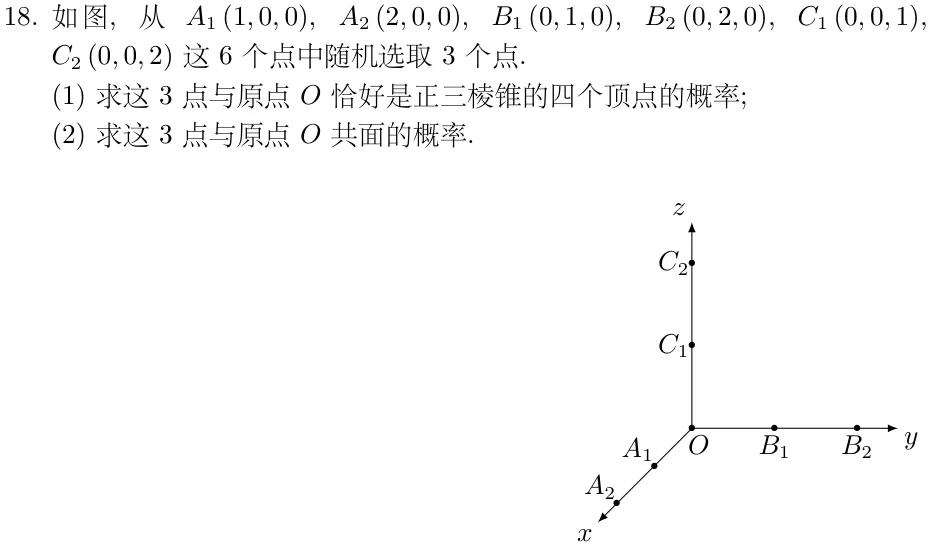 18. 如图, 从 A₁ (1, 0, 0), A₂ (2, 0, 0), B₁ (0, 1, 0), B₂ (0, 2, 0), C₁ (0, 0, 1),
C₂ (0, 0, 2) 这 6 个点中随机选取 3 个点.
(1) 求这 3 点与原点 O 恰好是正三棱锥的四个顶点的概率;
(2) 求这 3 点与原点 O 共面的概率.
z
C₂
C₁
A₁ O B₁ B₂ y
A₂
x